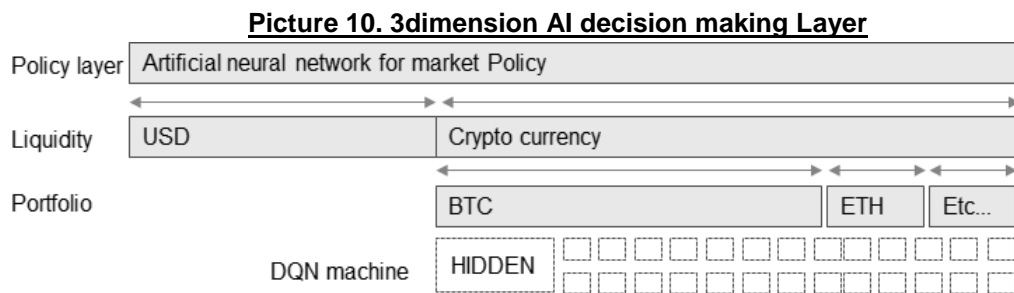 Picture 10. 3dimension AI decision making Layer
Policy layer Artificial neural network for market Policy
Liquidity USD Crypto currency
Portfolio BTC ETH Etc...
DQN machine HIDDEN